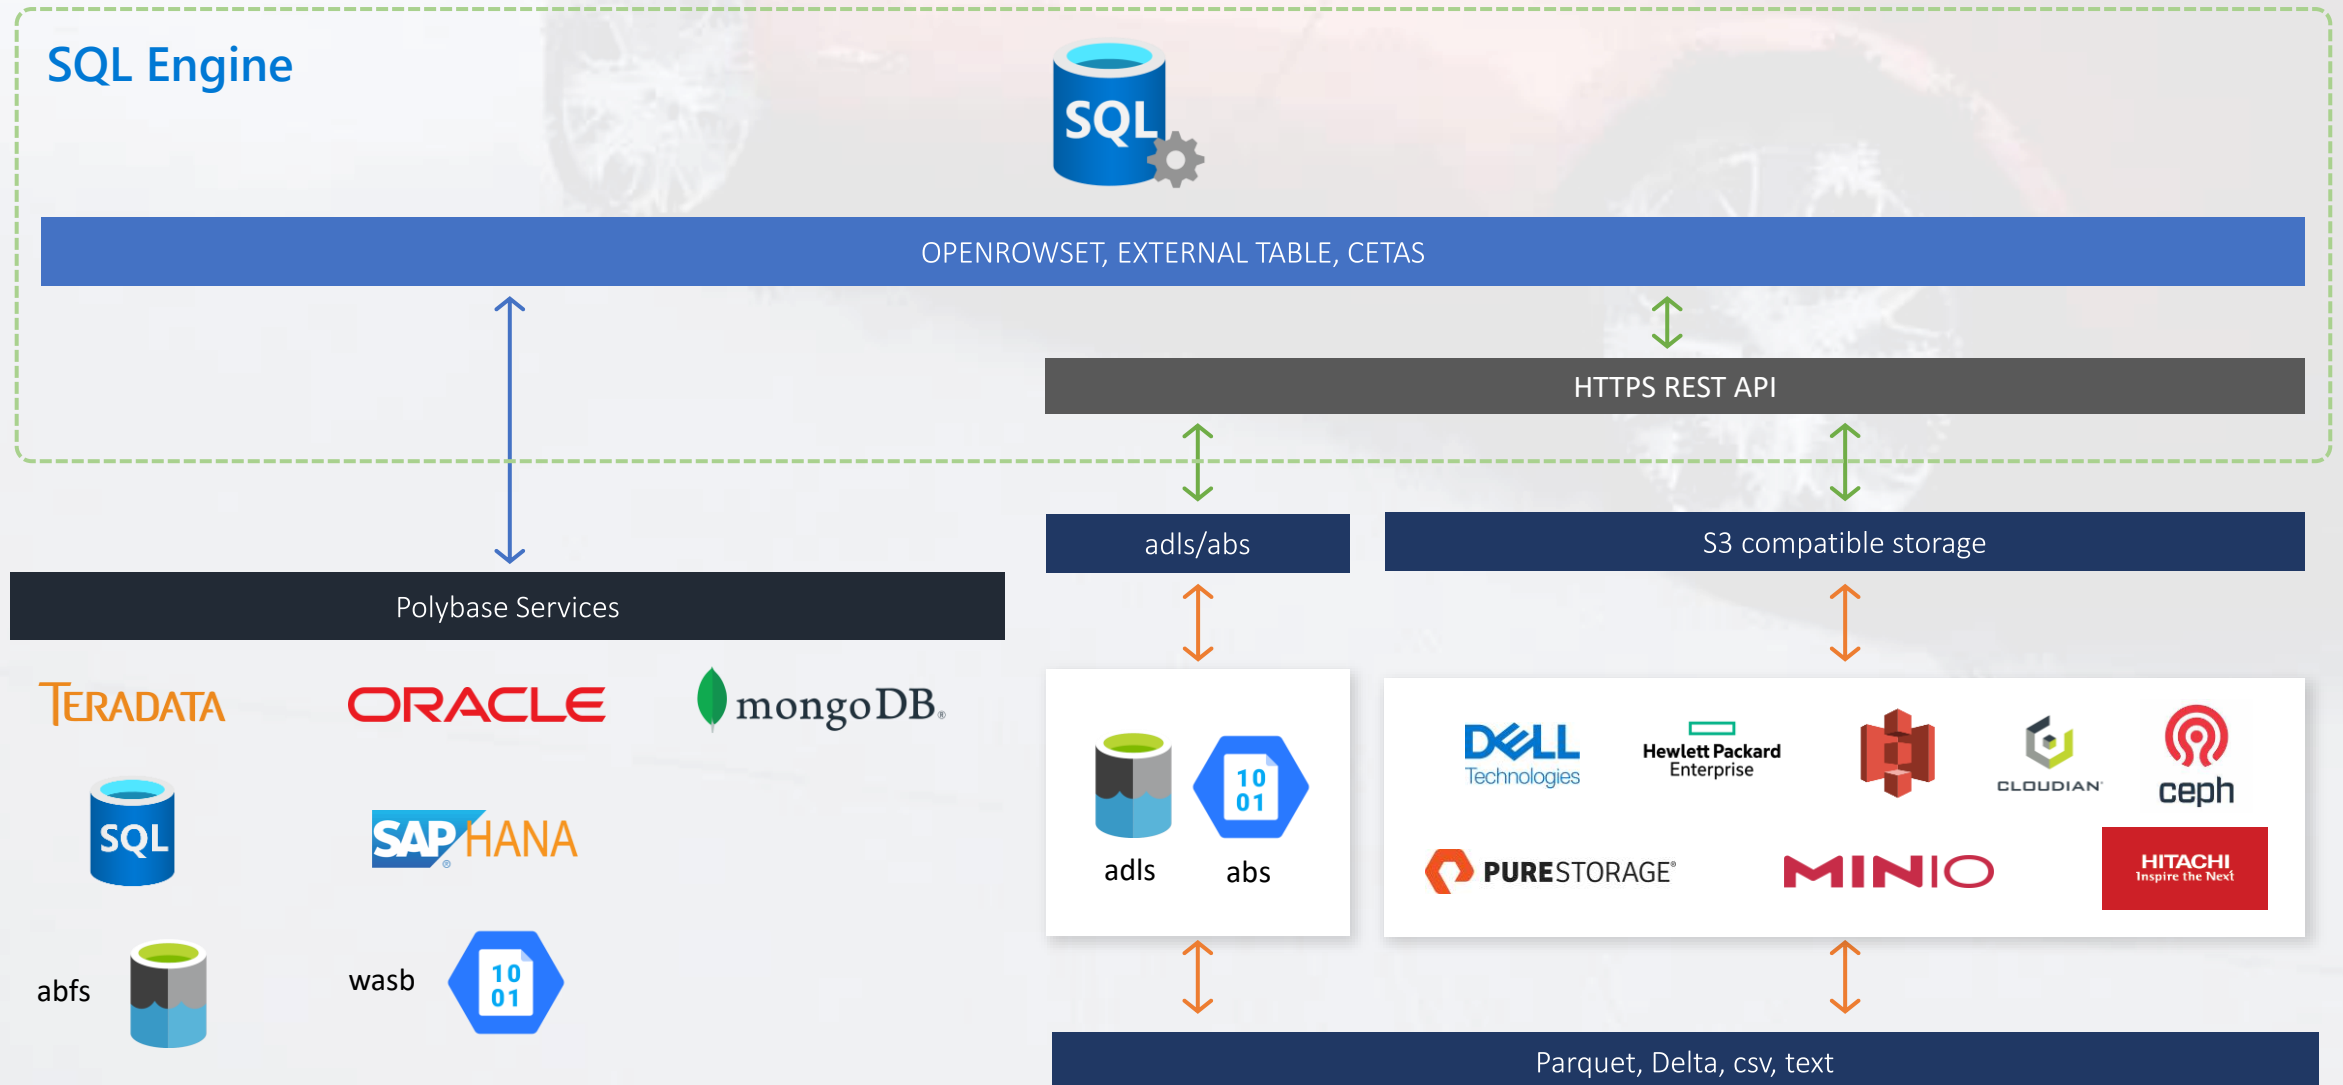 SQL Engine
SQL
OPENROWSET, EXTERNAL TABLE, CETAS
HTTPS REST API
adls/abs
S3 compatible storage
Polybase Services
TERADATA
ORACLE
mongoDB®
SQL
SAP® HANA
abfs
wasb
10
01
10
01
adls
abs
DELL
Technologies
Hewlett Packard
Enterprise
CLOUDIAN®
ceph
PURESTORAGE®
MINIO
HITACHI
Inspire the Next
Parquet, Delta, csv, text